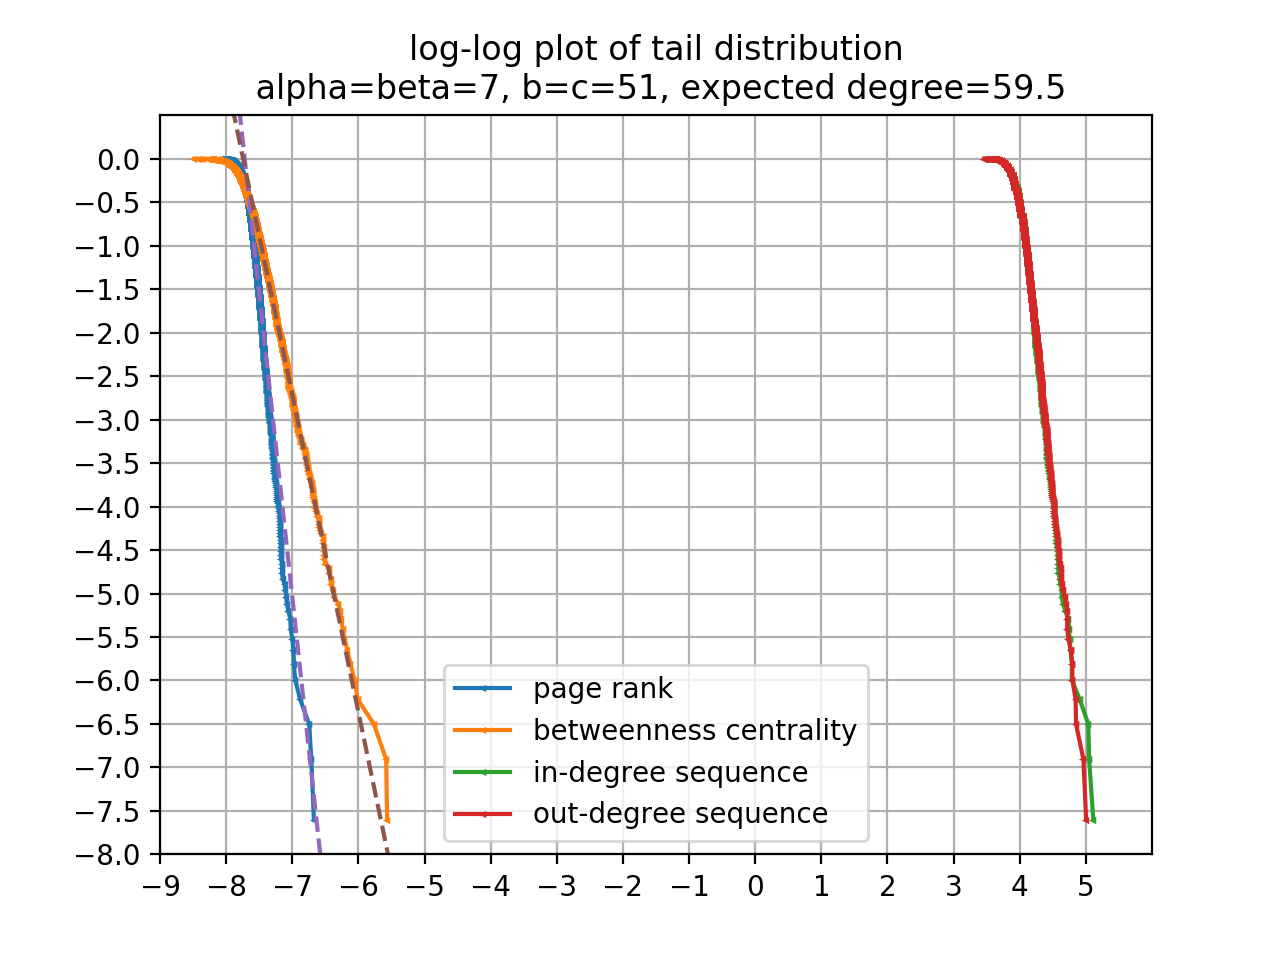 log-log plot of tail distribution
alpha=beta=7, b=c=51, expected degree=59.5
0.0
−0.5
−1.0
−1.5
−2.0
−2.5
−3.0
−3.5
−4.0
−4.5
−5.0
−5.5
−6.0
−6.5
−7.0
−7.5
−8.0
page rank
betweenness centrality
in-degree sequence
out-degree sequence
−9 −8 −7 −6 −5 −4 −3 −2 −1 0 1 2 3 4 5